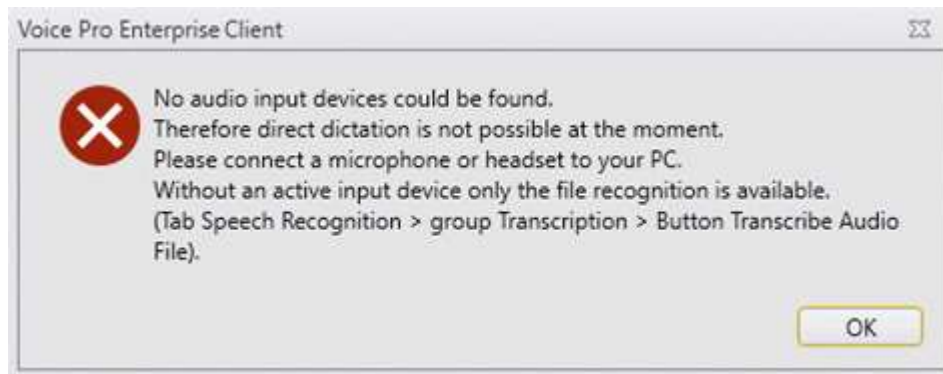 Voice Pro Enterprise Client
No audio input devices could be found.
Therefore direct dictation is not possible at the moment.
Please connect a microphone or headset to your PC.
Without an active input device only the file recognition is available.
(Tab Speech Recognition > group Transcription > Button Transcribe Audio
File).
OK